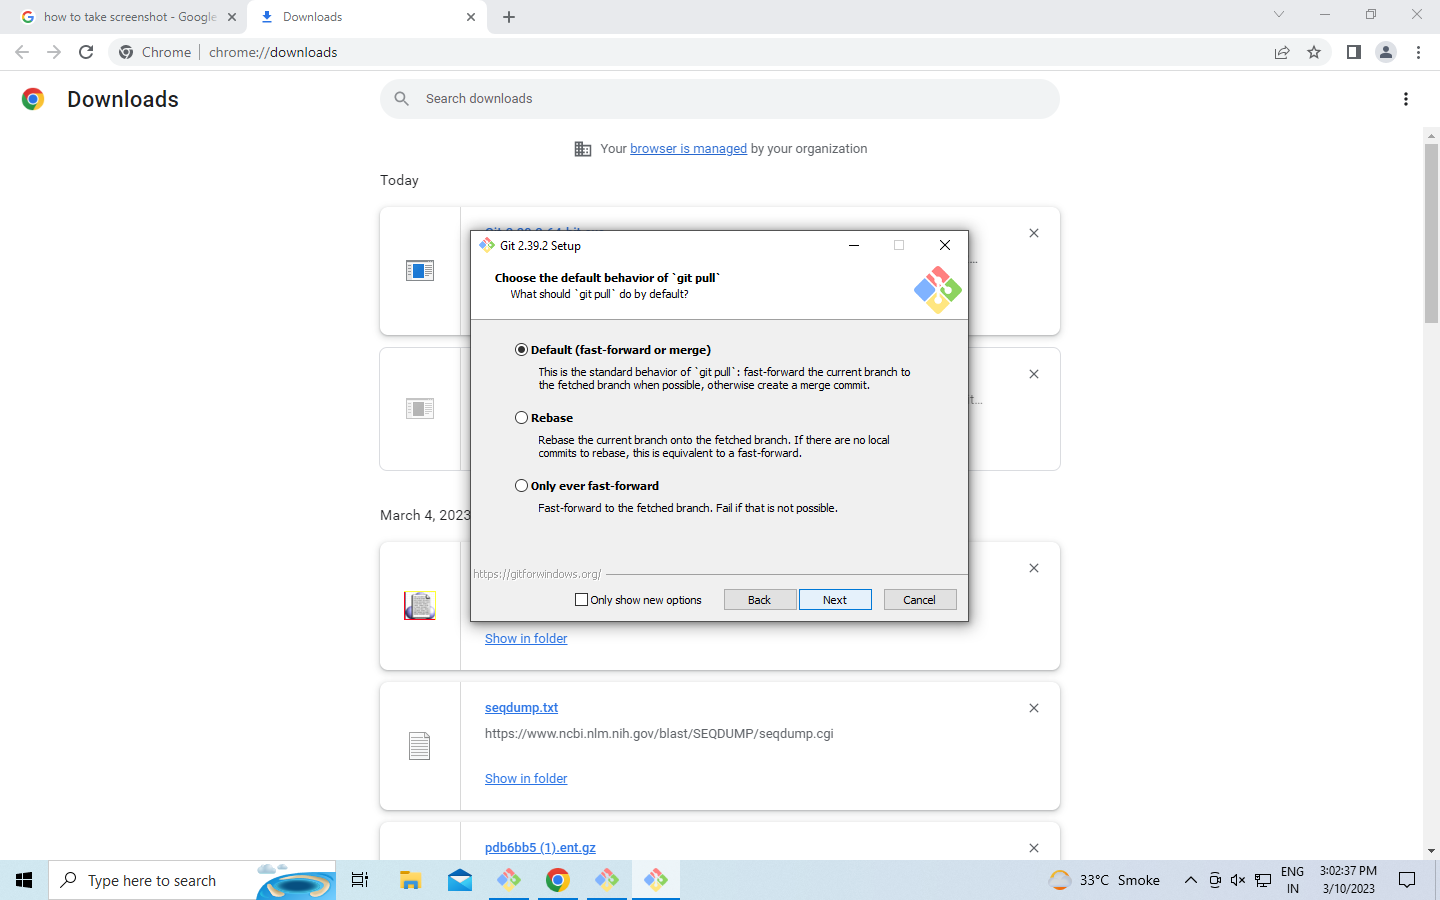 how to take screenshot - Google
Downloads
Chrome
chrome://downloads
Downloads
Search downloads
Your browser is managed by your organization
Today
Git 2.39.2 Setup
Choose the default behavior of `git pull`
What should `git pull` do by default?
Default (fast-forward or merge)
This is the standard behavior of `git pull`: fast-forward the current branch to
the fetched branch when possible, otherwise create a merge commit.
Rebase
Rebase the current branch onto the fetched branch. If there are no local
commits to rebase, this is equivalent to a fast-forward.
Only ever fast-forward
Fast-forward to the fetched branch. Fail if that is not possible.
https://gitforwindows.org/
Only show new options
Back
Next
Cancel
...
t...
March 4, 2023
Show in folder
seqdump.txt
https://www.ncbi.nlm.nih.gov/blast/SEQDUMP/seqdump.cgi
Show in folder
pdb6bb5 (1).ent.gz
Type here to search
33°C Smoke
ENG
IN
3:02:37 PM
3/10/2023